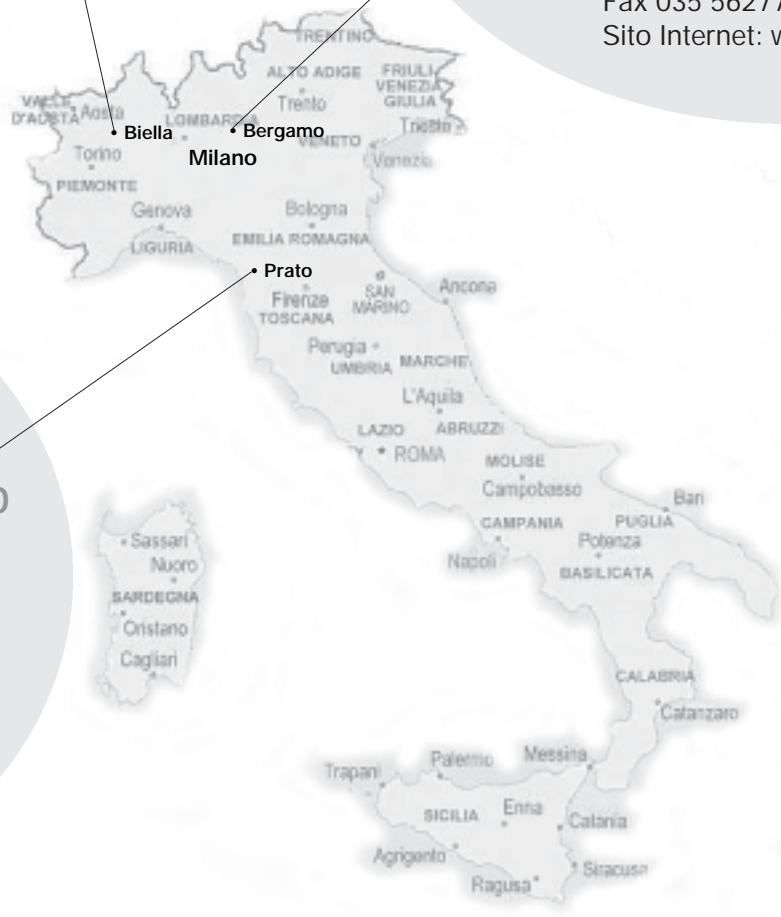 Fax 035 56277
Sito Internet: w
TRENTINO
ALTO ADIGE
FRIULI
VENEZIA
GIULIA
VALLE
D'AOSTA
Aosta
LOMBARDIA
Trento
Trieste
Biella
Bergamo
VENETO
Venezia
Torino
Milano
PIEMONTE
Genova
Bologna
LIGURIA
EMILIA ROMAGNA
Prato
Firenze
SAN
MARINO
Ancona
TOSCANA
Perugia
UMBRIA
MARCHE
L'Aquila
LAZIO
ABRUZZI
ROMA
MOLISE
Campobasso
Bari
CAMPANIA
PUGLIA
Potenza
Napoli
BASILICATA
Sassari
Nuoro
SARDEGNA
Oristano
Cagliari
CALABRIA
Catanzaro
Trapani
Palermo
Messina
SICILIA
Enna
Catania
Agrigento
Siracusa
Ragusa